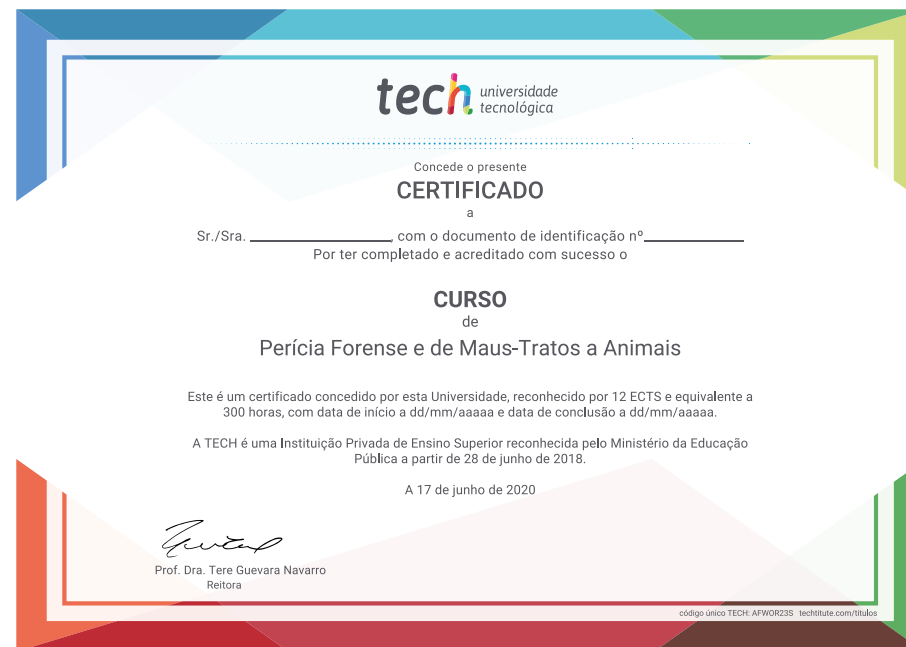 tech universidade
tecnológica
Concede o presente
CERTIFICADO
a
Sr./Sra. , com o documento de identificação nº
Por ter completado e acreditado com sucesso o
CURSO
de
Perícia Forense e de Maus-Tratos a Animais
Este é um certificado concedido por esta Universidade, reconhecido por 12 ECTS e equivalente a
300 horas, com data de início a dd/mm/aaaaa e data de conclusão a dd/mm/aaaaa.
A TECH é uma Instituição Privada de Ensino Superior reconhecida pelo Ministério da Educação
Pública a partir de 28 de junho de 2018.
A 17 de junho de 2020
Prof. Dra. Tere Guevara Navarro
Reitora
código único TECH: AFWOR23S techtitute.com/titulos